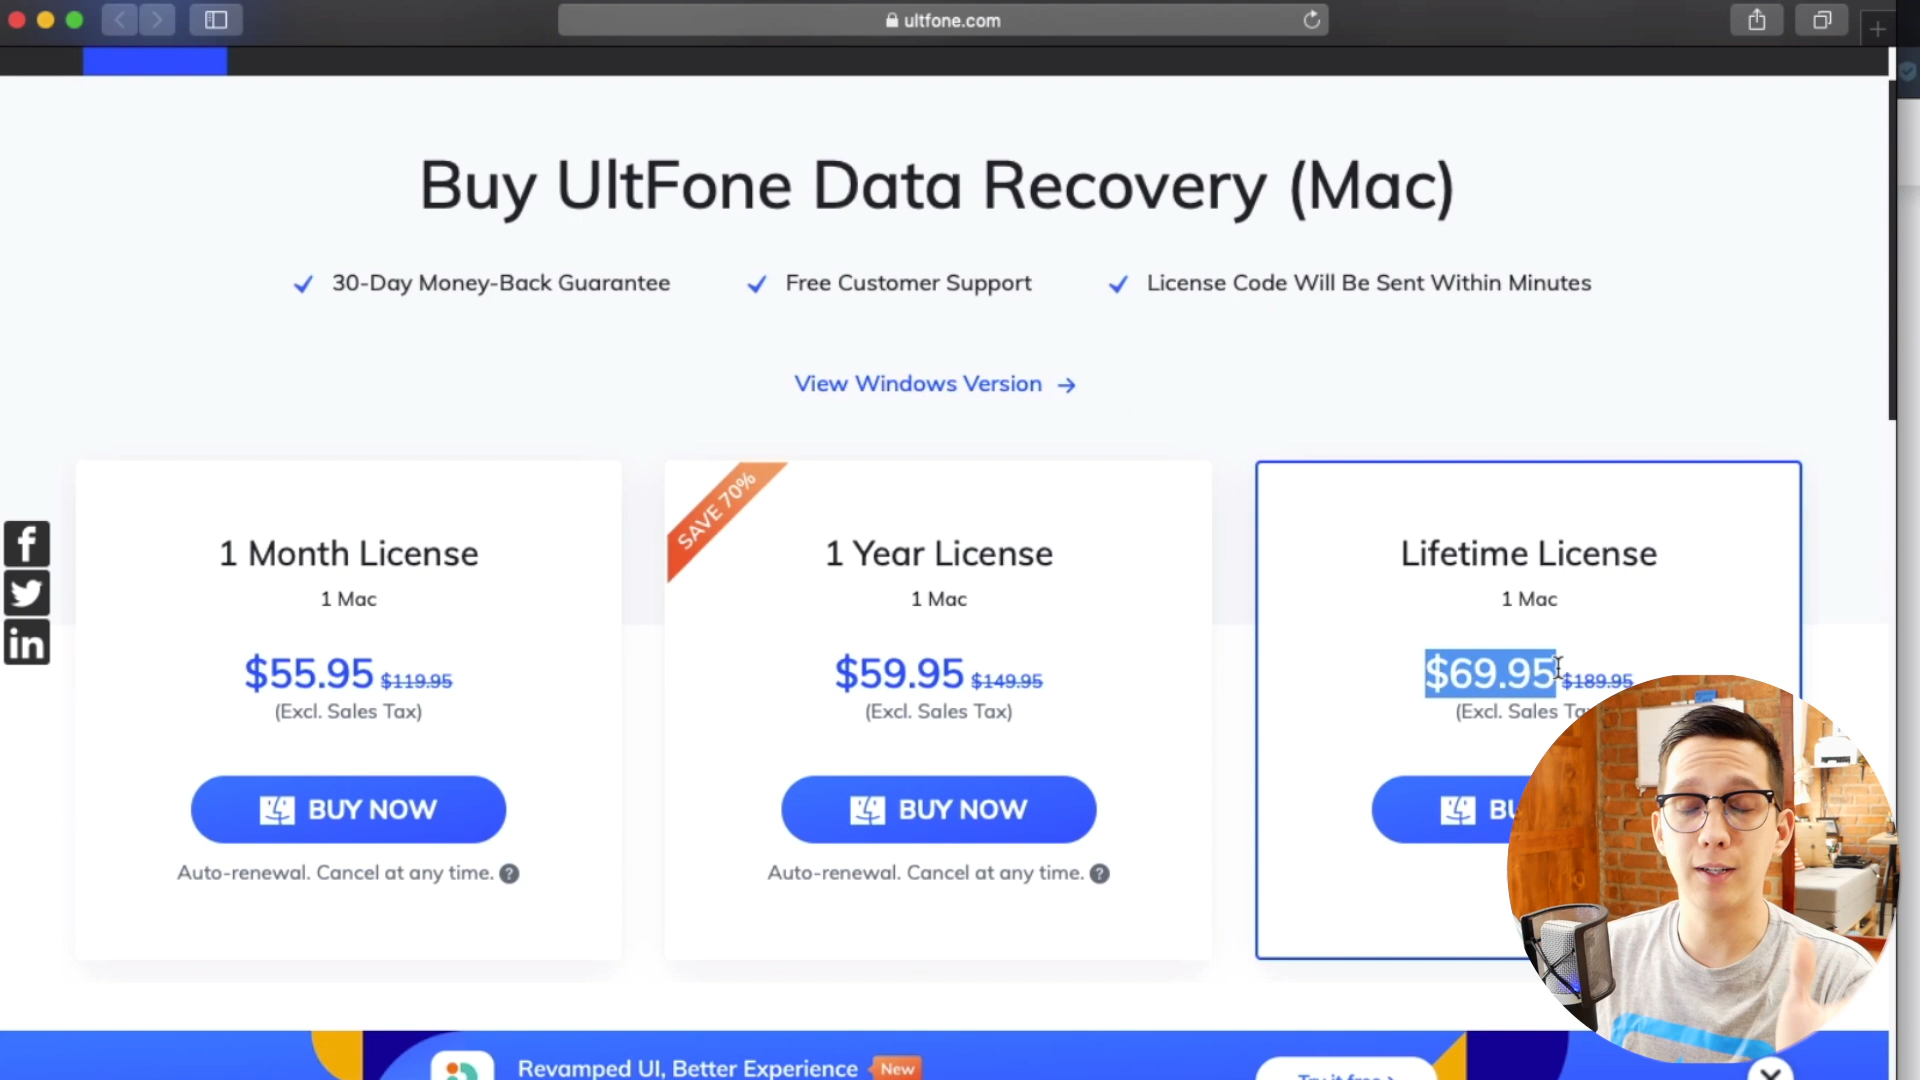 ultfone.com
Buy UltFone Data Recovery (Mac)
30-Day Money-Back Guarantee
Free Customer Support
License Code Will Be Sent Within Minutes
View Windows Version →
1 Month License
1 Mac
$55.95 $119.95
(Excl. Sales Tax)
BUY NOW
Auto-renewal. Cancel at any time. ?
SAVE 70%
1 Year License
1 Mac
$59.95 $149.95
(Excl. Sales Tax)
BUY NOW
Auto-renewal. Cancel at any time. ?
Lifetime License
1 Mac
$69.95 $189.95
(Excl. Sales
Revamped UI, Better Experience New
Try it free >